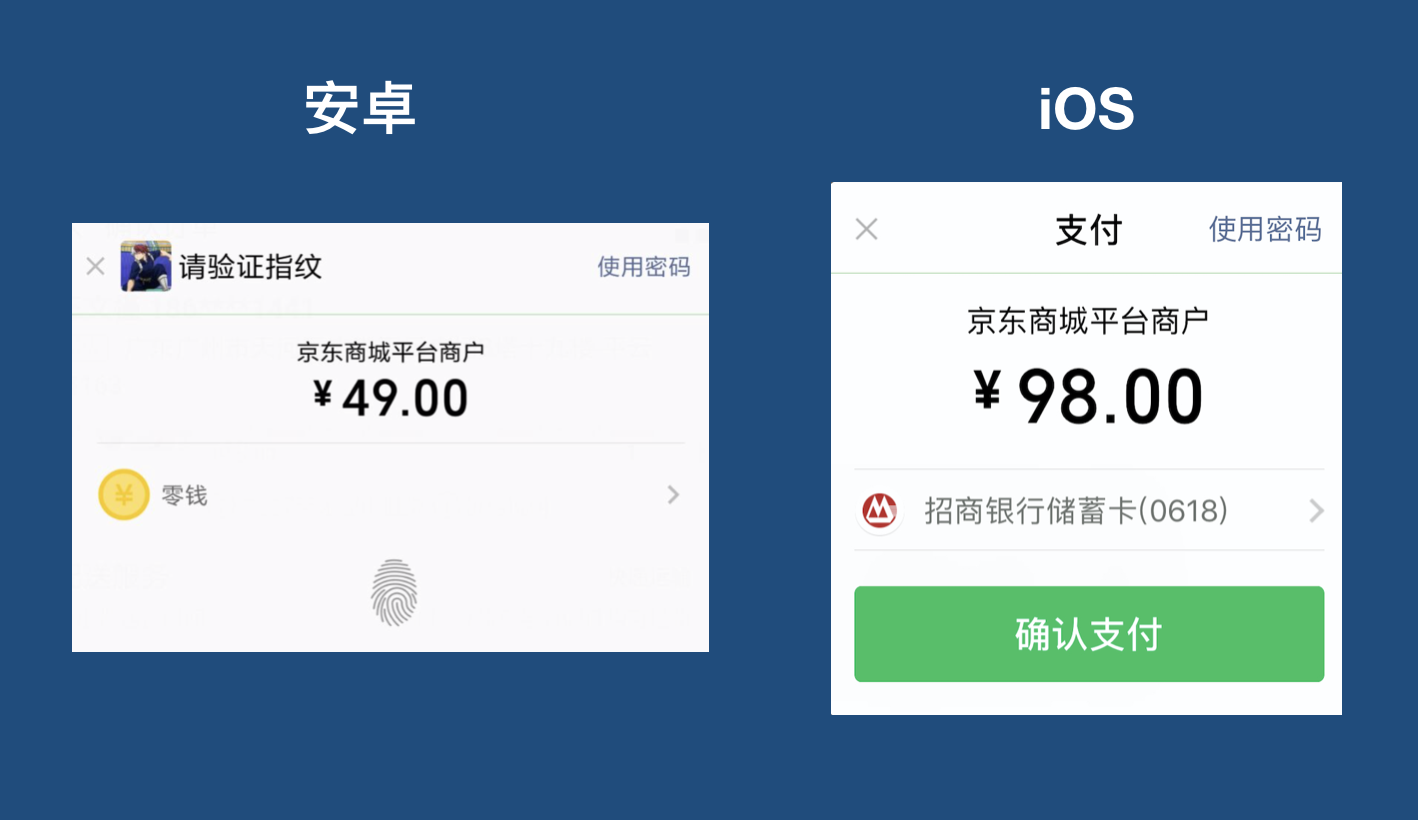 安卓
iOS
请验证指纹
使用密码
京东商城平台商户
¥49.00
¥
零钱
支付
使用密码
京东商城平台商户
¥98.00
招商银行储蓄卡(0618)
确认支付